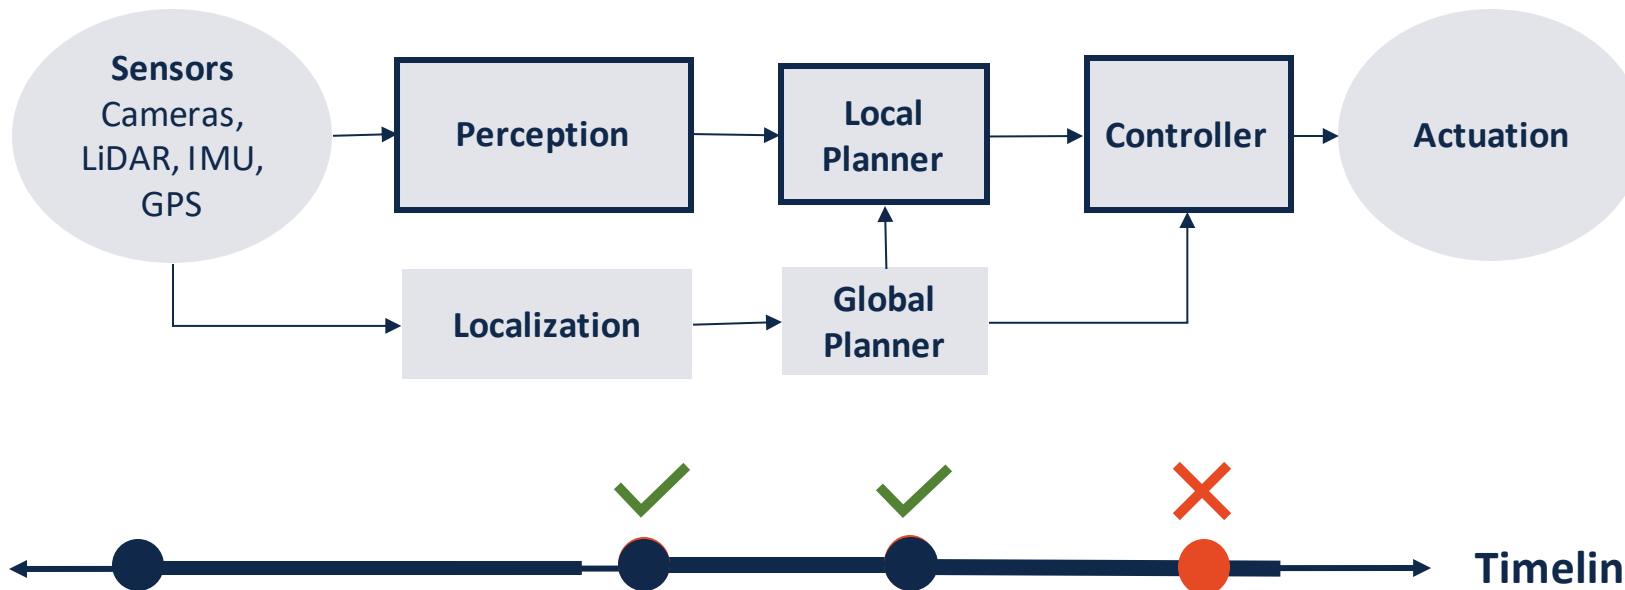 Sensors
Cameras,
LiDAR, IMU,
GPS
Perception
Local
Planner
Controller
Actuation
Localization
Global
Planner
Timelin